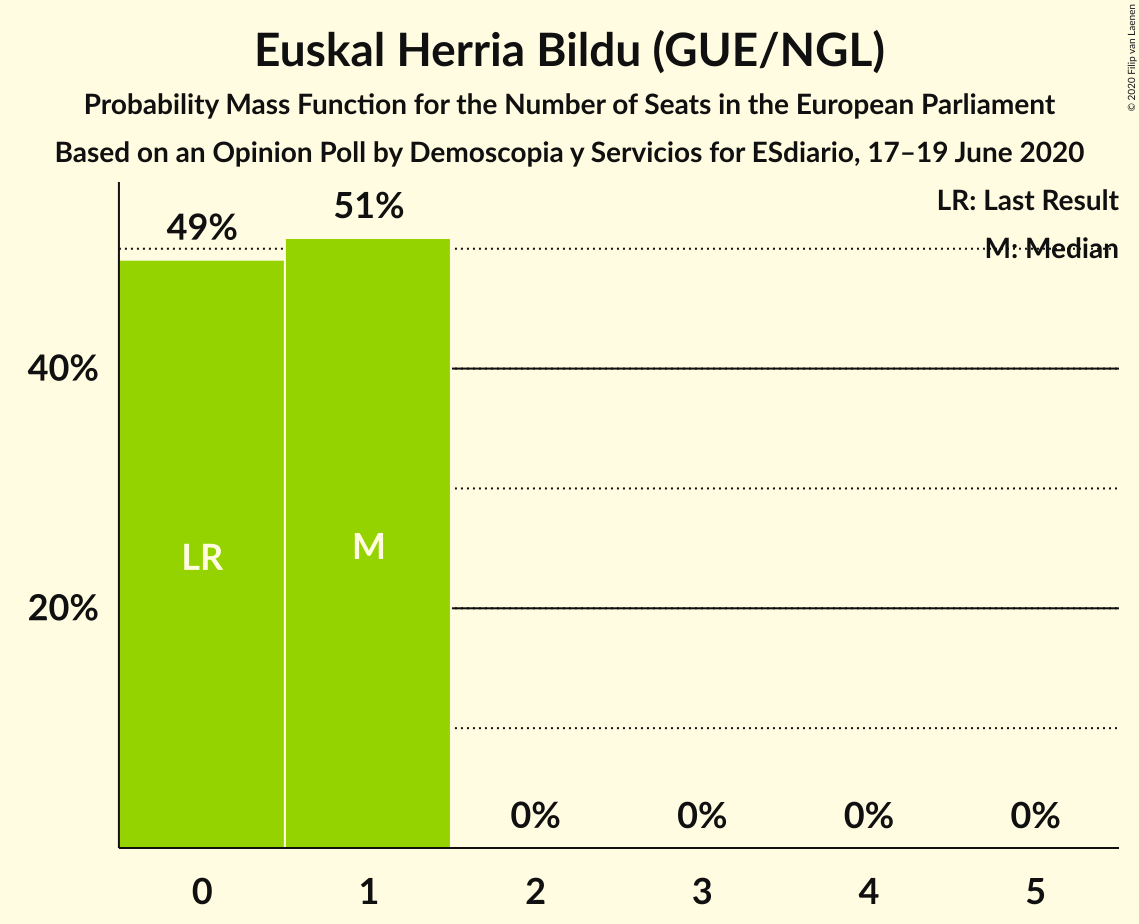 Euskal Herria Bildu (GUE/NGL)
Probability Mass Function for the Number of Seats in the European Parliament
Based on an Opinion Poll by Demoscopia y Servicios for ESdiario, 17–19 June 2020
© 2020 Filip van Laenen
LR: Last Result
M: Median
49%
51%
40%
20%
LR
M
0%
0%
0%
0%
0
1
2
3
4
5